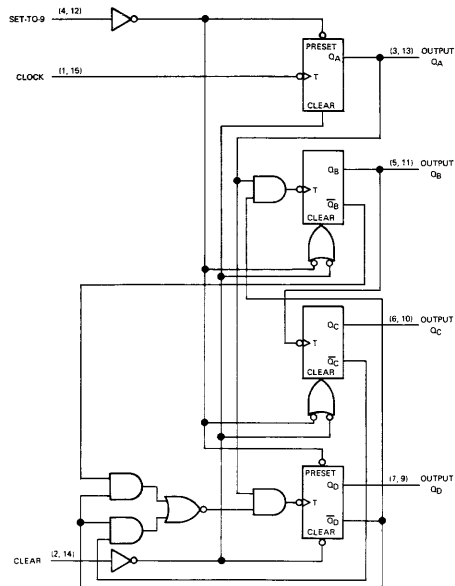 SET-TO-9 (4, 12)
PRESET
QA (3, 13) OUTPUT
QA
CLOCK (1, 15) T
CLEAR
QB (5, 11) OUTPUT
QB
T
Q̅B
CLEAR
QC (6, 10) OUTPUT
QC
T
Q̅C
CLEAR
PRESET
QD (7, 9) OUTPUT
QD
T
Q̅D
CLEAR
CLEAR (2, 14)